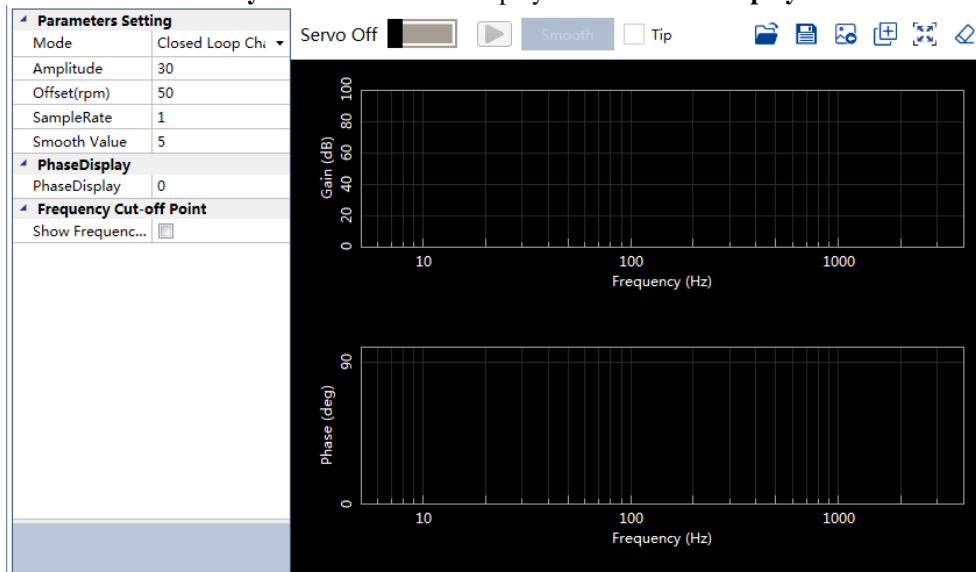 Parameters Setting
Mode Closed Loop Cha
Amplitude 30
Offset(rpm) 50
SampleRate 1
Smooth Value 5
PhaseDisplay
PhaseDisplay 0
Frequency Cut-off Point
Show Frequenc...
Servo Off Smooth Tip
Gain (dB)
100
80
60
40
20
0
10 100 1000
Frequency (Hz)
Phase (deg)
90
0
10 100 1000
Frequency (Hz)